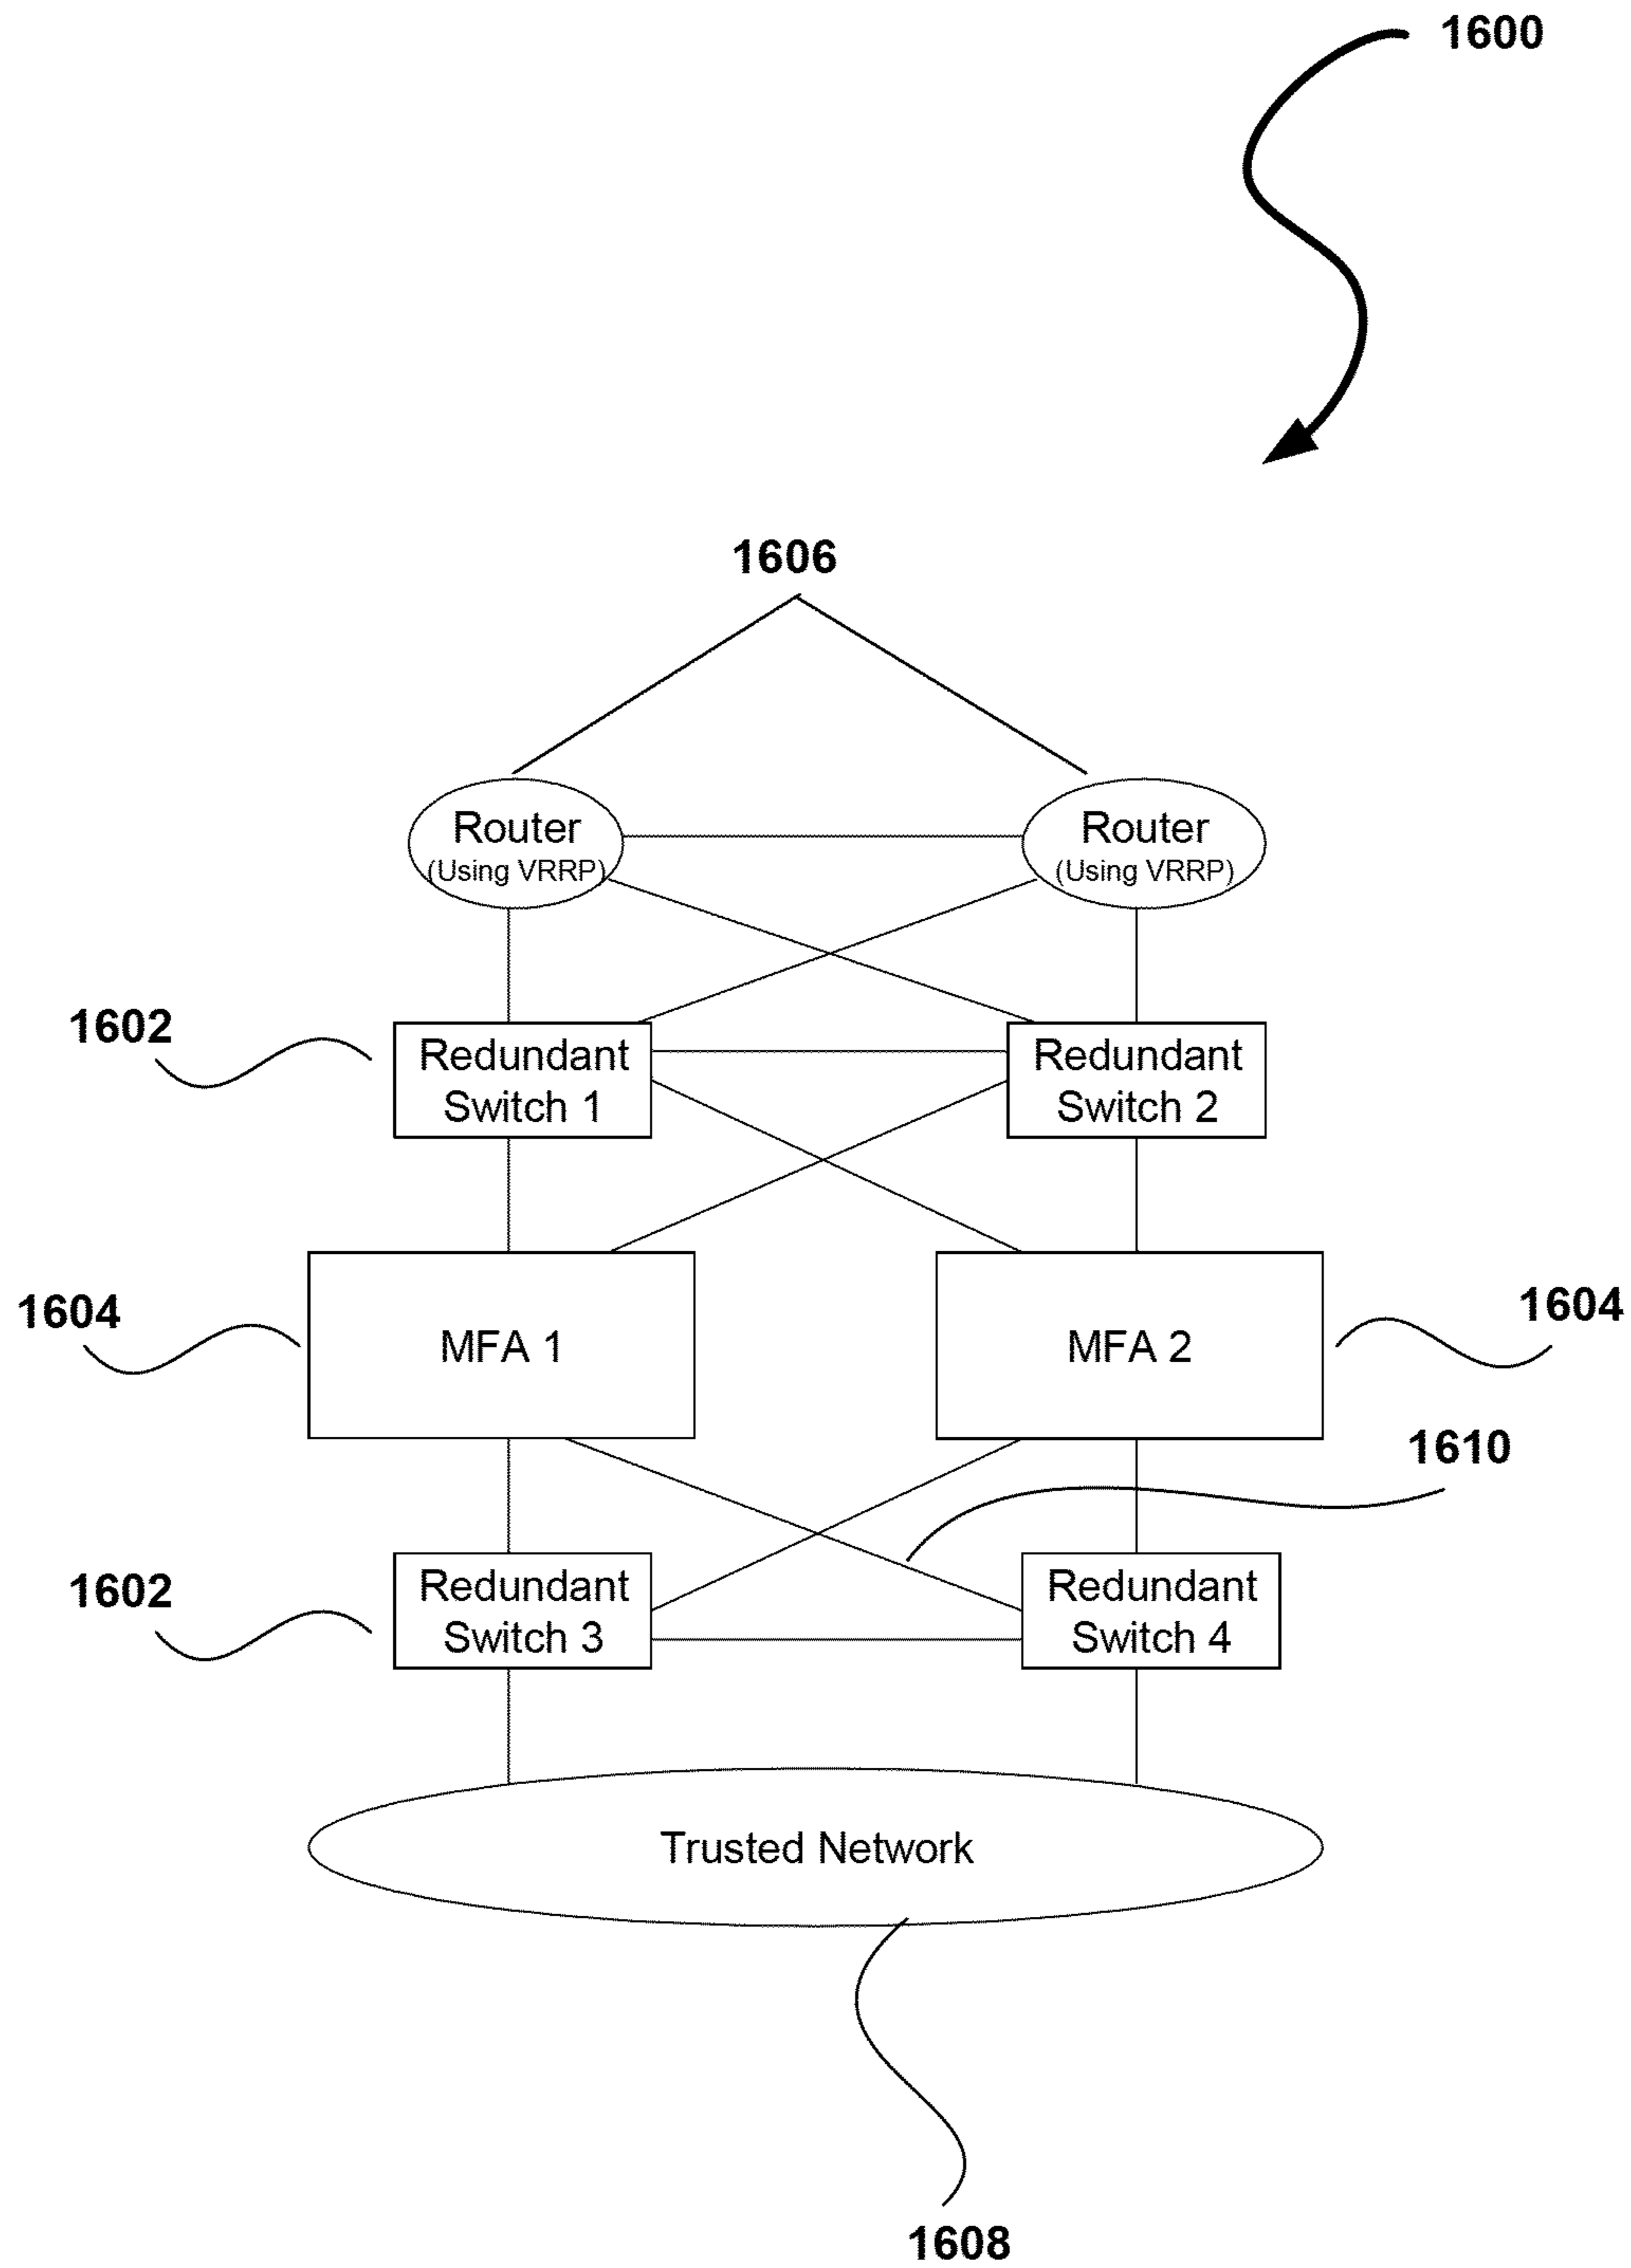 1600
1606
Router
(Using VRRP)
Router
(Using VRRP)
1602
Redundant
Switch 1
Redundant
Switch 2
1604
MFA 1
MFA 2
1604
1610
1602
Redundant
Switch 3
Redundant
Switch 4
Trusted Network
1608